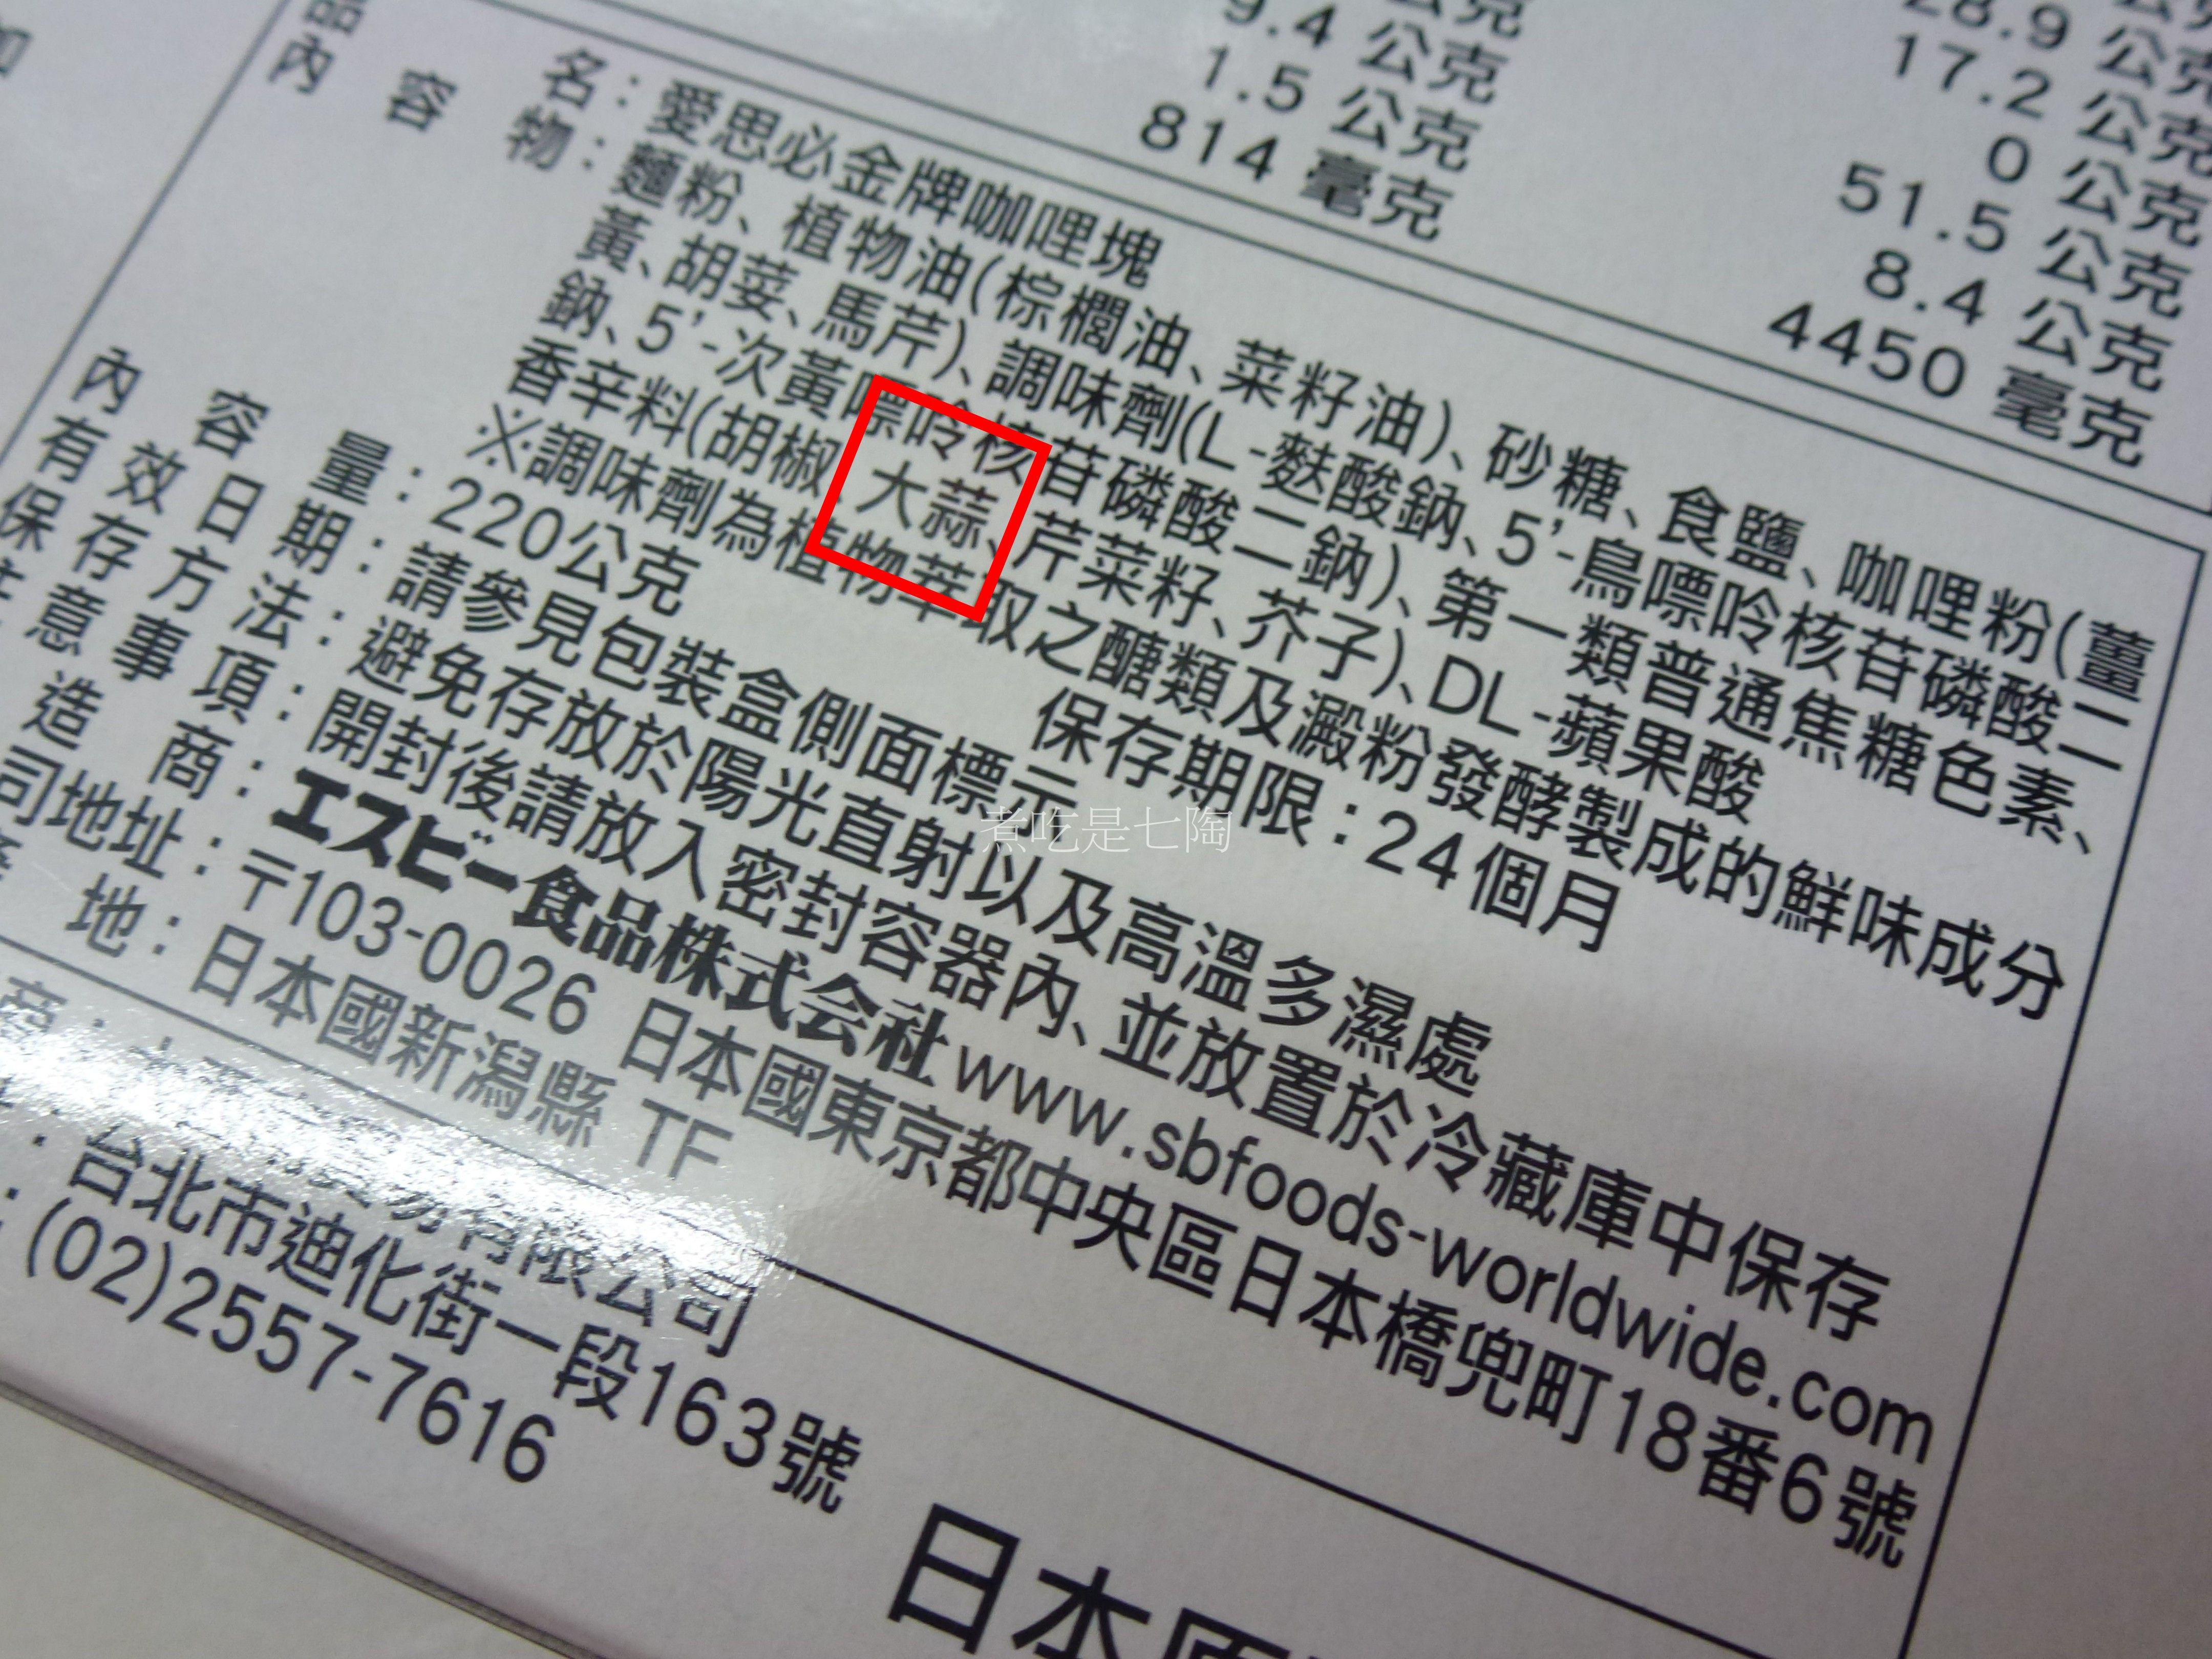 公克 公克
9.4 公克 28.9 公克
1.5 公克 17.2 公克
814 毫克 0 公克
51.5 公克
8.4 公克
4450 毫克
品 名：愛思必金牌咖哩塊
內 容 物：麵粉、植物油(棕櫚油、菜籽油)、砂糖、食鹽、咖哩粉(薑
黃、胡荽、馬芹)、調味劑(L-麩酸鈉、5'-鳥嘌呤核苷磷酸二
鈉、5'-次黃嘌呤核苷磷酸二鈉)、第一類普通焦糖色素、
香辛料(胡椒、大蒜、芹菜籽、芥子)、DL-蘋果酸
※調味劑為植物萃取之醣類及澱粉發酵製成的鮮味成分
內 容 量：220公克 保存期限：24個月
有 效 日 期：請參見包裝盒側面標示
保 存 方 法：避免存放於陽光直射以及高溫多濕處
注 意 事 項：開封後請放入密封容器內、並放置於冷藏庫中保存
造 商：エスビー食品株式会社 www.sbfoods-worldwide.com
司地址：〒103-0026 日本國東京都中央區日本橋兜町18番6號
產 地：日本國新潟縣 TF
商： 貿易有限公司
：台北市迪化街一段163號
：(02)2557-7616
日本原
煮吃是七陶